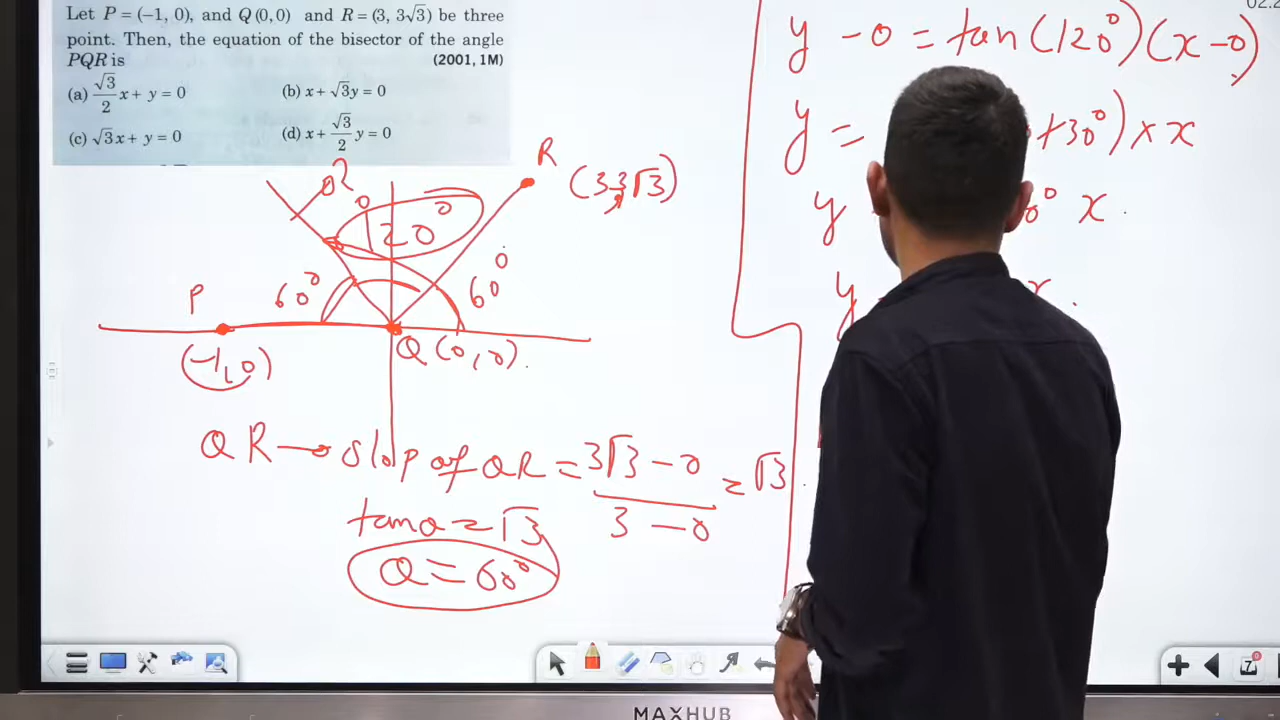 Let P = (−1, 0), and Q (0, 0) and R = (3, 3√3) be three
point. Then, the equation of the bisector of the angle
PQR is (2001, 1M)
(a) √3/2 x + y = 0 (b) x + √3y = 0
(c) √3x + y = 0 (d) x + √3/2 y = 0
R
(3, 3√3)
120°
60° 60°
P
(-1, 0) Q (0, 0).
QR → slop of QR = 3√3 - 0 / 3 - 0 = √3
tanθ = √3
θ = 60°
y - 0 = tan(120°)(x - 0)
y = +30°) × x
y x
y x
MAXHUB